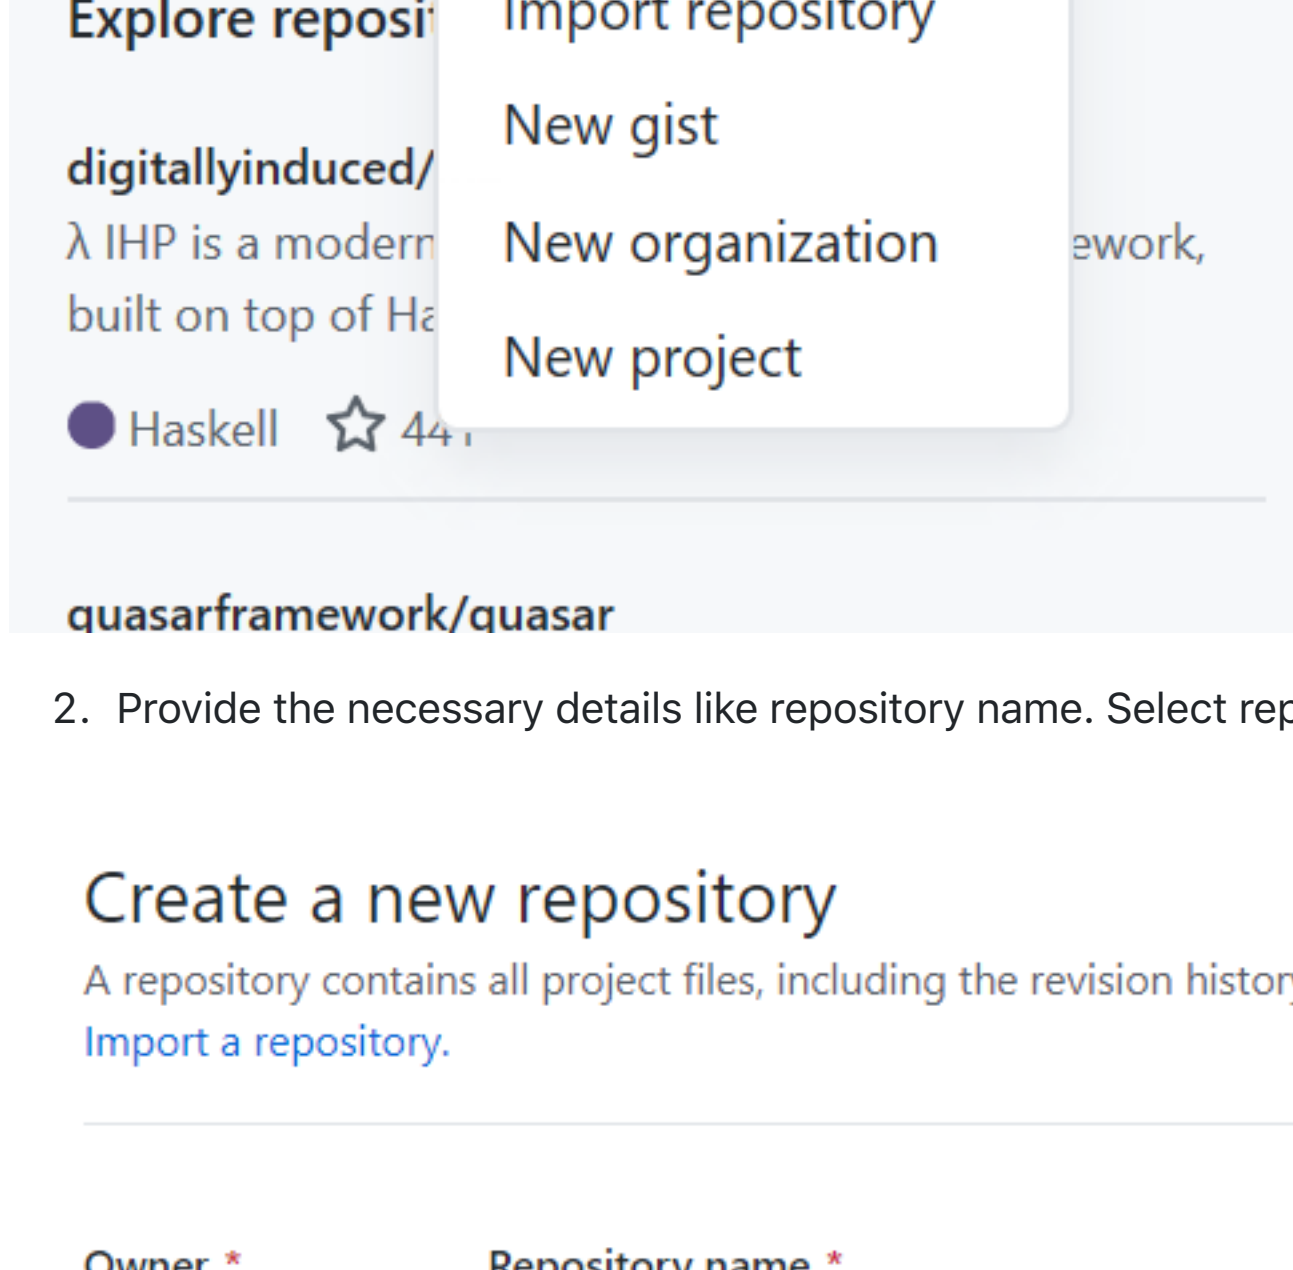 Explore reposit
Import repository
New gist
digitallyinduced/
New organization
λ IHP is a modern
ework,
built on top of Ha
New project
Haskell
2. Provide the necessary details like repository name. Select rep
quasarframework/quasar
Create a new repository
A repository contains all project files, including the revision history
Import a repository.
Owner *
Repository name *